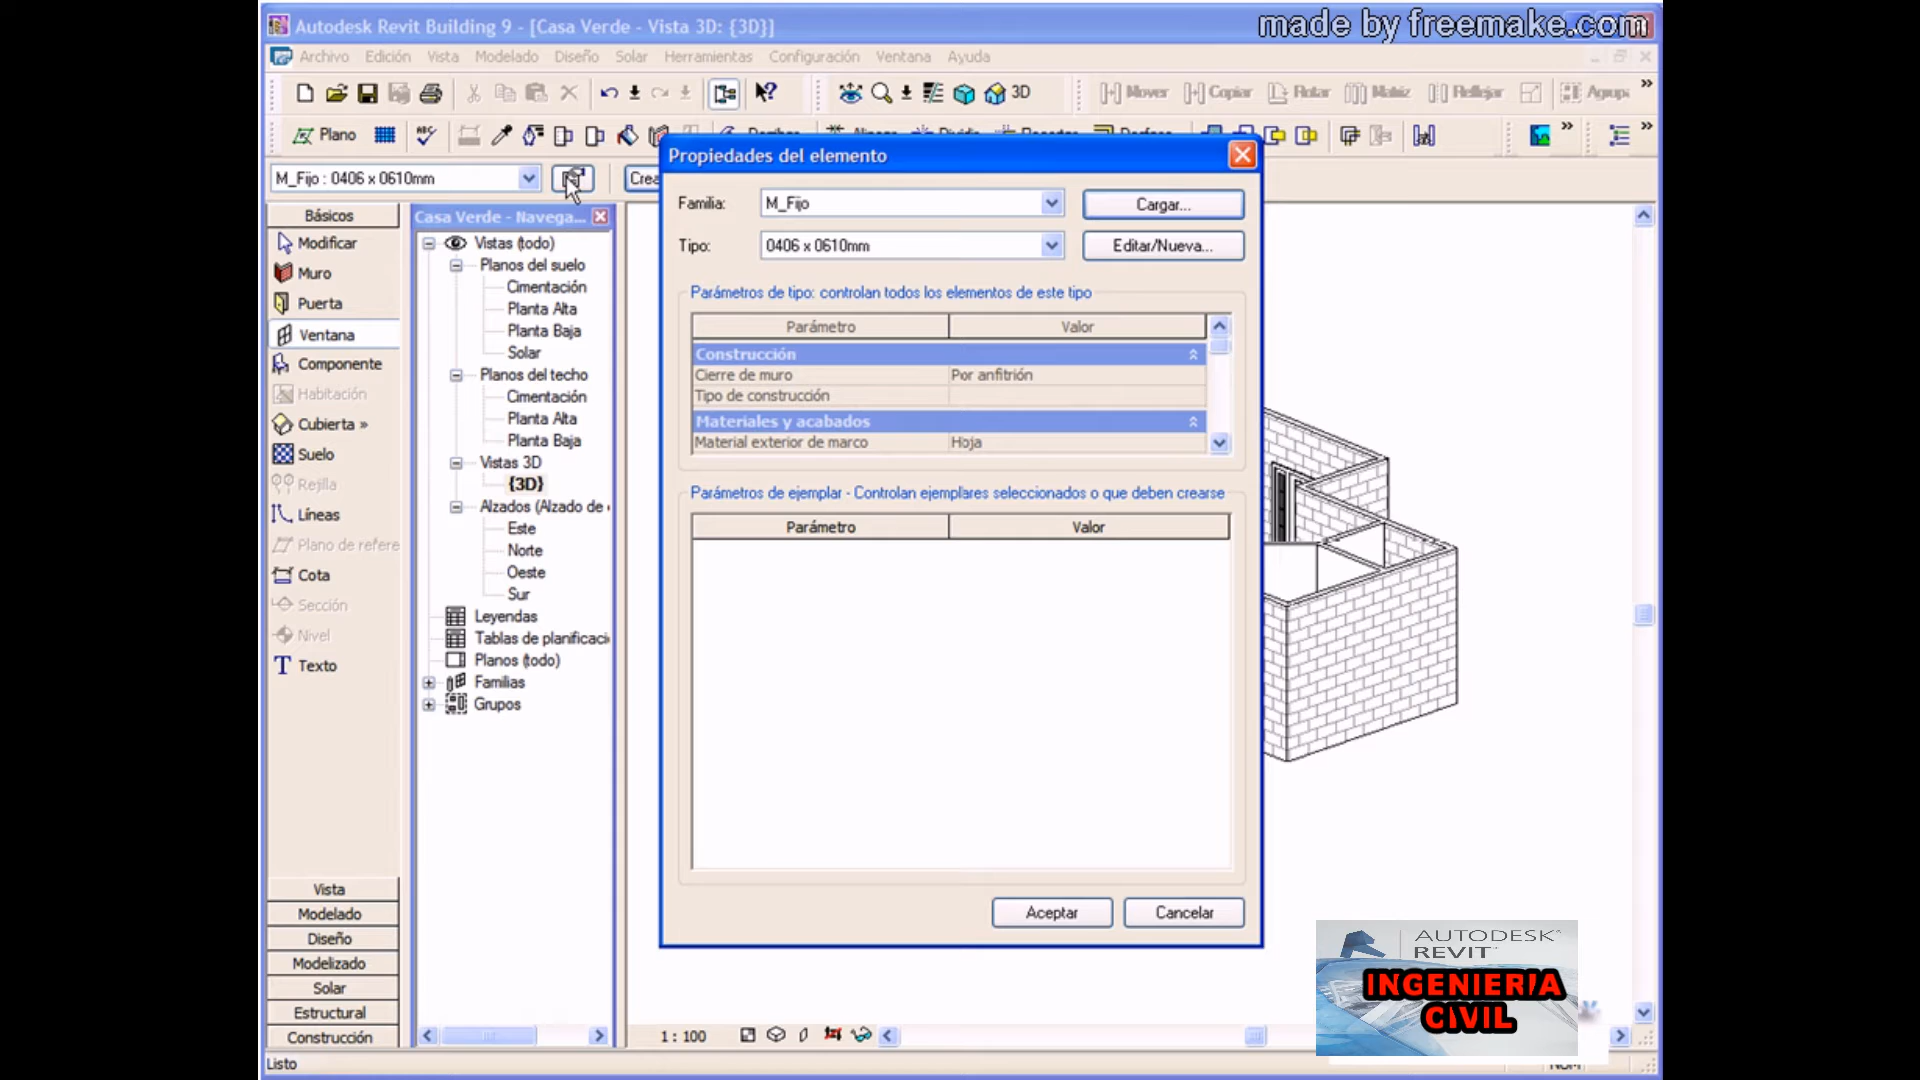 Autodesk Revit Building 9 - [Casa Verde - Vista 3D: {3D}]
made by freemake.com
Archivo Edición Vista Modelado Diseño Solar Herramientas Configuración Ventana Ayuda
3D Mover Copiar Rotar Matriz Reflejar
Plano
M_Fijo : 0406 x 0610mm
Crea
Básicos
Modificar
Muro
Puerta
Ventana
Componente
Habitación
Cubierta »
Suelo
Rejilla
Líneas
Plano de refere
Cota
Sección
Nivel
Texto
Vista
Modelado
Diseño
Modelizado
Solar
Estructural
Construcción
Casa Verde - Navega...
Vistas (todo)
Planos del suelo
Cimentación
Planta Alta
Planta Baja
Solar
Planos del techo
Cimentación
Planta Alta
Planta Baja
Vistas 3D
{3D}
Alzados (Alzado de
Este
Norte
Oeste
Sur
Leyendas
Tablas de planificaci
Planos (todo)
Familias
Grupos
Propiedades del elemento
Familia: M_Fijo Cargar...
Tipo: 0406 x 0610mm Editar/Nueva...
Parámetros de tipo: controlan todos los elementos de este tipo
Parámetro Valor
Construcción
Cierre de muro Por anfitrión
Tipo de construcción
Materiales y acabados
Material exterior de marco Hoja
Parámetros de ejemplar - Controlan ejemplares seleccionados o que deben crearse
Parámetro Valor
Aceptar Cancelar
1 : 100
AUTODESK
REVIT
INGENIERIA
CIVIL
Listo